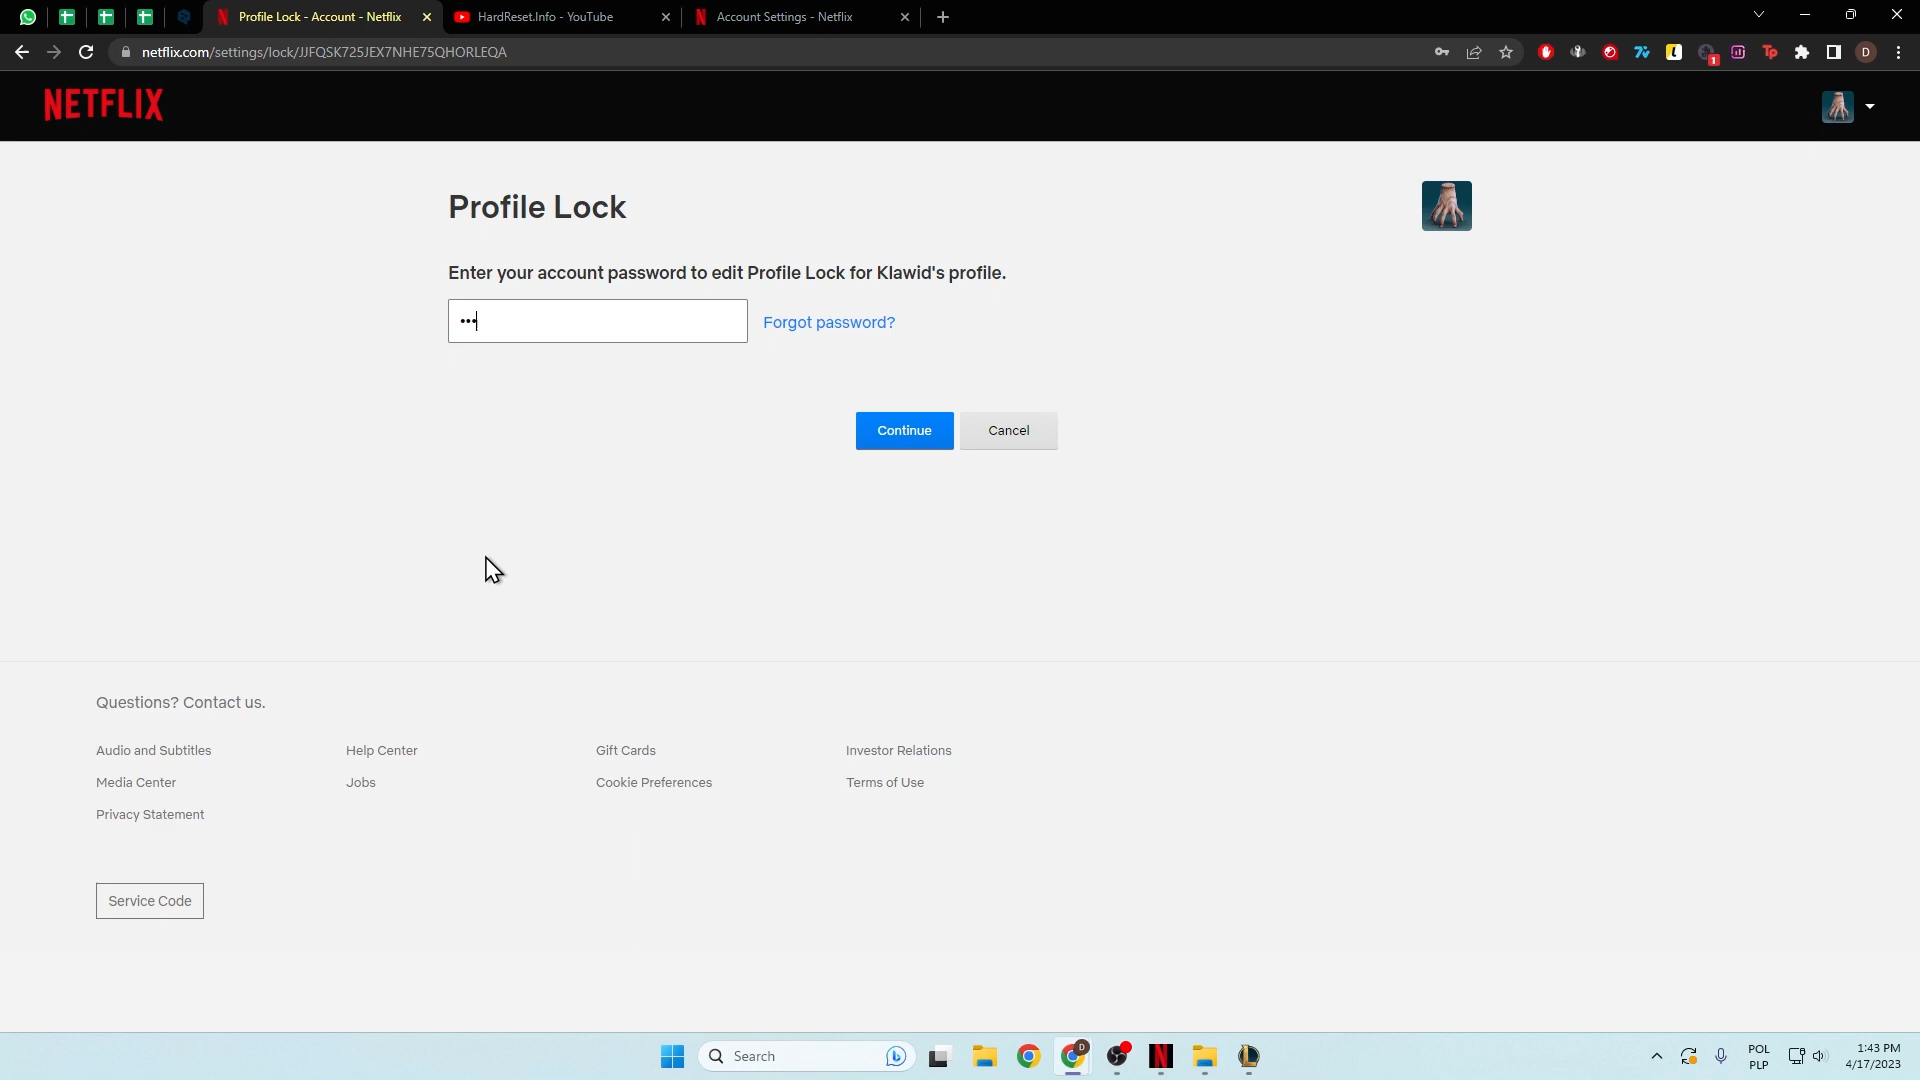 Profile Lock - Account - Netflix
HardReset.Info - YouTube
Account Settings - Netflix
netflix.com/settings/lock/JJFQSK725JEX7NHE75QHORLEQA
D
1
NETFLIX
Profile Lock
Enter your account password to edit Profile Lock for Klawid's profile.
•••
Forgot password?
Continue
Cancel
Questions? Contact us.
Audio and Subtitles
Help Center
Gift Cards
Investor Relations
Media Center
Jobs
Cookie Preferences
Terms of Use
Privacy Statement
Service Code
Search
D
POL
PLP
1:43 PM
4/17/2023